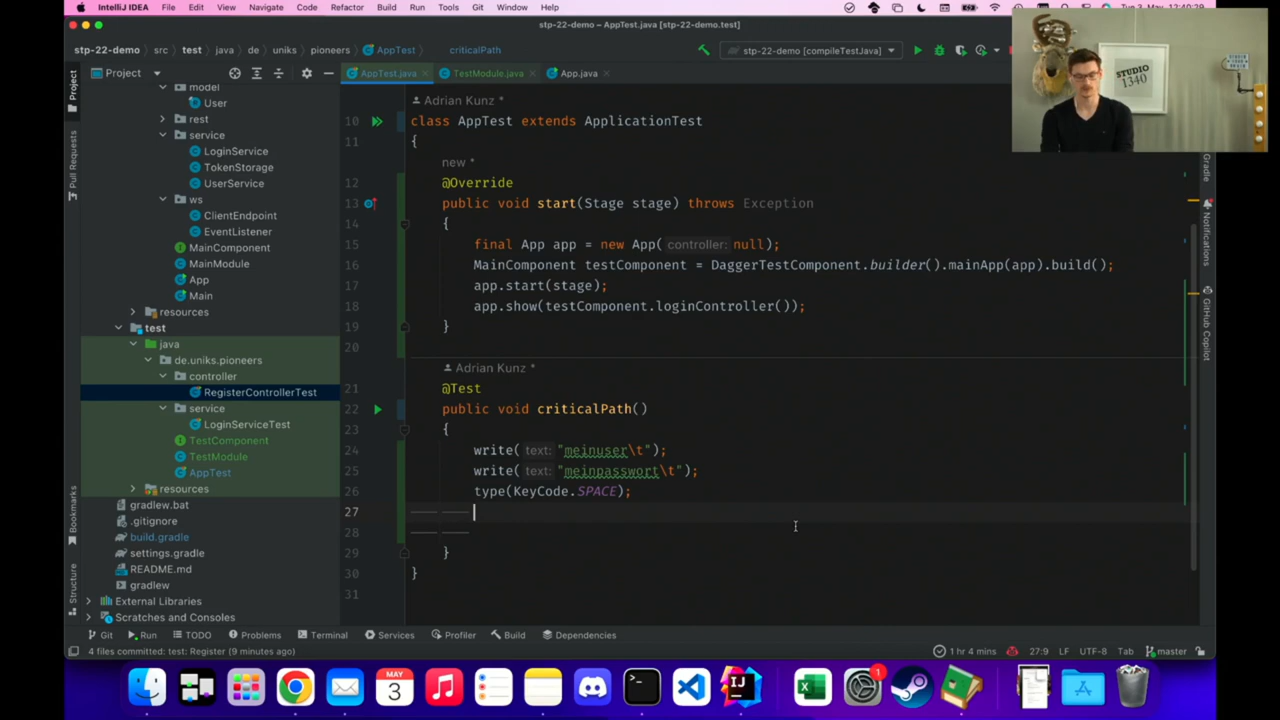 IntelliJ IDEA File Edit View Navigate Code Refactor Build Run Tools Git Window Help
stp-22-demo – AppTest.java [stp-22-demo.test]
stp-22-demo src test java de uniks pioneers AppTest criticalPath
stp-22-demo [compileTestJava]
Project
AppTest.java TestModule.java App.java
Project
Pull Requests
Bookmarks
Structure
model
User
rest
service
LoginService
TokenStorage
UserService
ws
ClientEndpoint
EventListener
MainComponent
MainModule
App
Main
resources
test
java
de.uniks.pioneers
controller
RegisterControllerTest
service
LoginServiceTest
TestComponent
TestModule
AppTest
resources
gradlew.bat
.gitignore
build.gradle
settings.gradle
README.md
gradlew
External Libraries
Scratches and Consoles
Adrian Kunz *
10 class AppTest extends ApplicationTest
11 {
new *
12 @Override
13 public void start(Stage stage) throws Exception
14 {
15 final App app = new App( controller: null);
16 MainComponent testComponent = DaggerTestComponent.builder().mainApp(app).build();
17 app.start(stage);
18 app.show(testComponent.loginController());
19 }
20
Adrian Kunz *
21 @Test
22 public void criticalPath()
23 {
24 write( text: "meinuser\t");
25 write( text: "meinpasswort\t");
26 type(KeyCode.SPACE);
27
28
29 }
30 }
31
STUDIO
1340
Gradle
Notifications
GitHub Copilot
Git Run TODO Problems Terminal Services Profiler Build Dependencies
4 files committed: test: Register (9 minutes ago)
1 hr 4 mins 27:9 LF UTF-8 Tab master
MAY
3
1